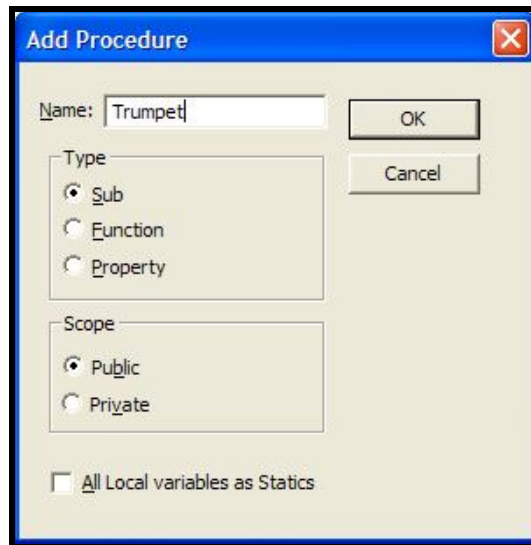 Add Procedure
Name: Trumpet
OK
Type
Cancel
Sub
Function
Property
Scope
Public
Private
All Local variables as Statics